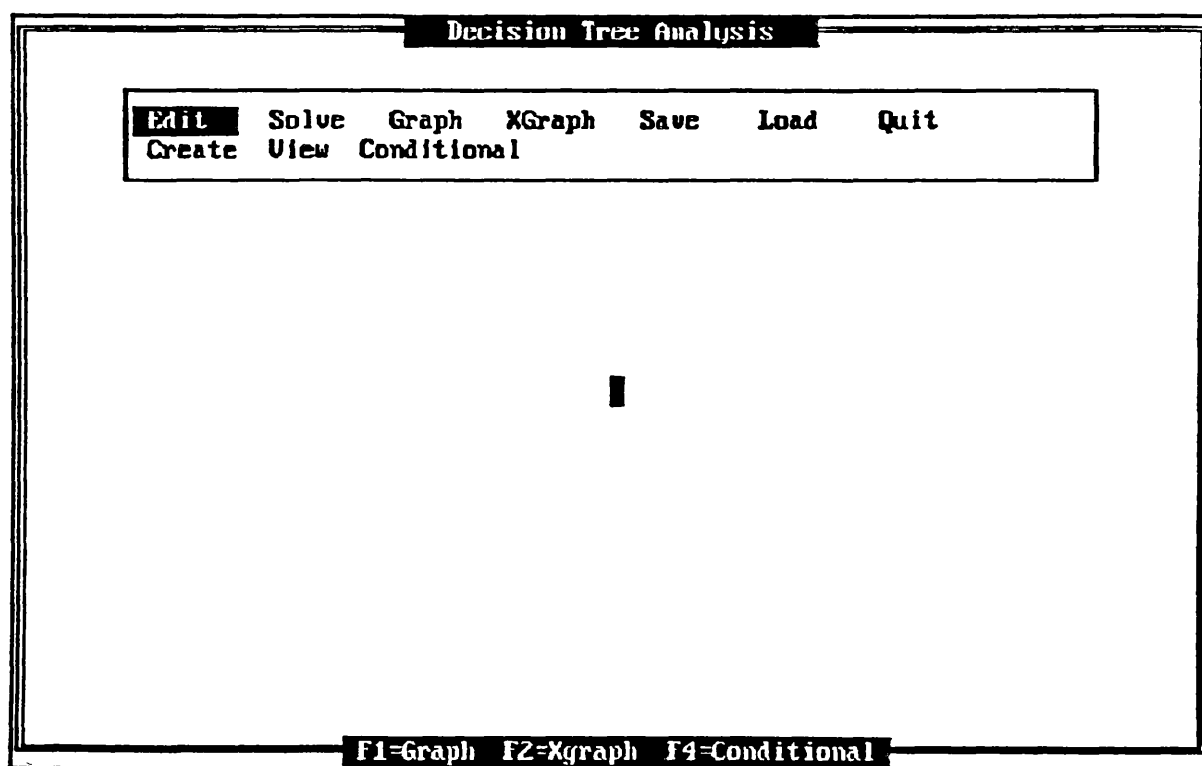 Decision Tree Analysis
Edit Solve Graph XGraph Save Load Quit
Create View Conditional
F1=Graph F2=Xgraph F4=Conditional